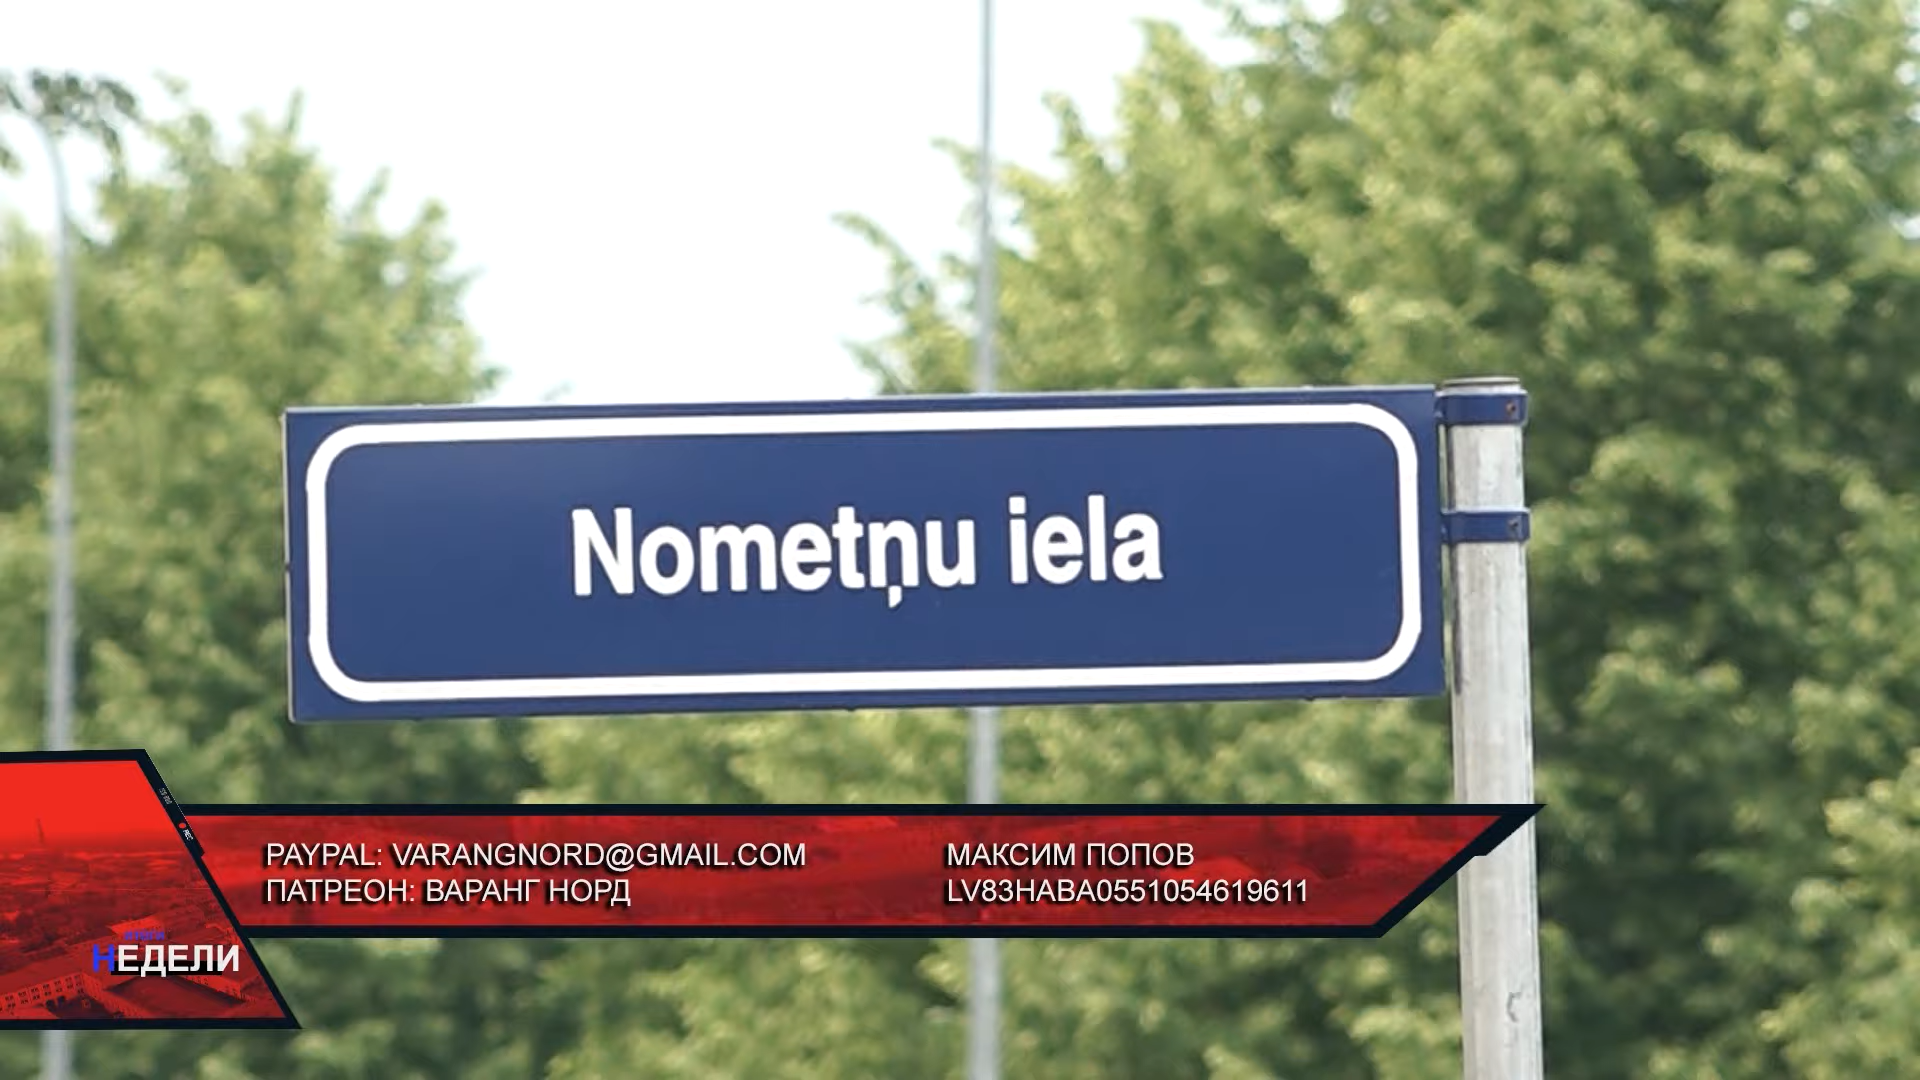 Nometņu iela
PAYPAL: VARANGNORD@GMAIL.COM
ПАТРЕОН: ВАРАНГ НОРД
МАКСИМ ПОПОВ
LV83HABA0551054619611
НЕДЕЛИ